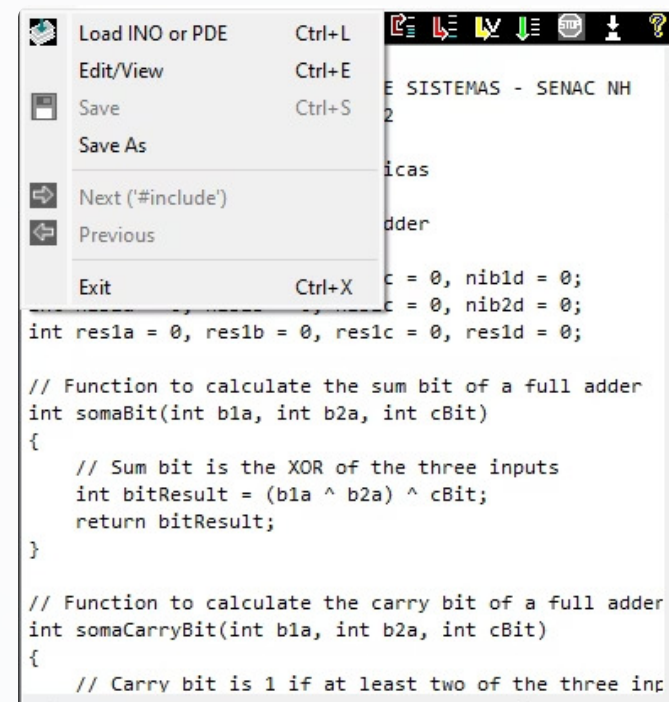 Load INO or PDE Ctrl+L
Edit/View Ctrl+E
Save Ctrl+S
Save As
Next ('#include')
Previous
Exit Ctrl+X
STOP
E SISTEMAS - SENAC NH
2
icas
dder
c = 0, nib1d = 0;
c = 0, nib2d = 0;
int res1a = 0, res1b = 0, res1c = 0, res1d = 0;
// Function to calculate the sum bit of a full adder
int somaBit(int b1a, int b2a, int cBit)
{
// Sum bit is the XOR of the three inputs
int bitResult = (b1a ^ b2a) ^ cBit;
return bitResult;
}
// Function to calculate the carry bit of a full adder
int somaCarryBit(int b1a, int b2a, int cBit)
{
// Carry bit is 1 if at least two of the three inp